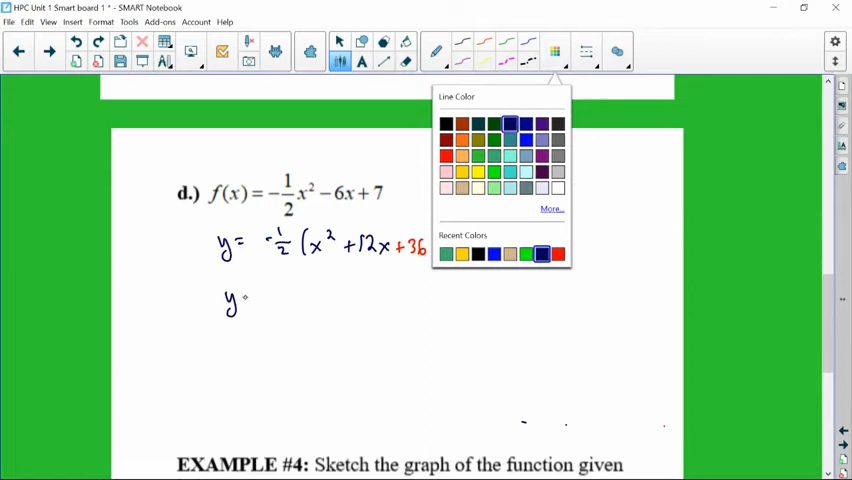 HPC Unit 1 Smart board 1 * - SMART Notebook
File Edit View Insert Format Tools Add-ons Account Help
Line Color
More...
Recent Colors
d.) f(x) = -1/2 x² - 6x + 7
y = -1/2 (x² + 12x + 36
y
EXAMPLE #4: Sketch the graph of the function given